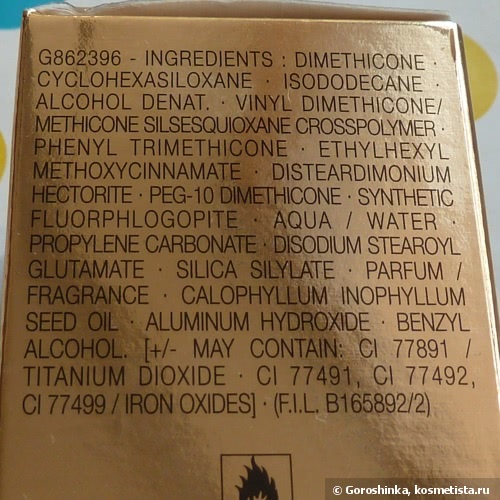 G862396 - INGREDIENTS : DIMETHICONE ·
CYCLOHEXASILOXANE · ISODODECANE ·
ALCOHOL DENAT. · VINYL DIMETHICONE/
METHICONE SILSESQUIOXANE CROSSPOLYMER ·
PHENYL TRIMETHICONE · ETHYLHEXYL
METHOXYCINNAMATE · DISTEARDIMONIUM
HECTORITE · PEG-10 DIMETHICONE · SYNTHETIC
FLUORPHLOGOPITE · AQUA / WATER ·
PROPYLENE CARBONATE · DISODIUM STEAROYL
GLUTAMATE · SILICA SILYLATE · PARFUM /
FRAGRANCE · CALOPHYLLUM INOPHYLLUM
SEED OIL · ALUMINUM HYDROXIDE · BENZYL
ALCOHOL. [+/- MAY CONTAIN: CI 77891 /
TITANIUM DIOXIDE · CI 77491, CI 77492,
CI 77499 / IRON OXIDES] · (F.I.L. B165892/2)
© Goroshinka, kosmetista.ru